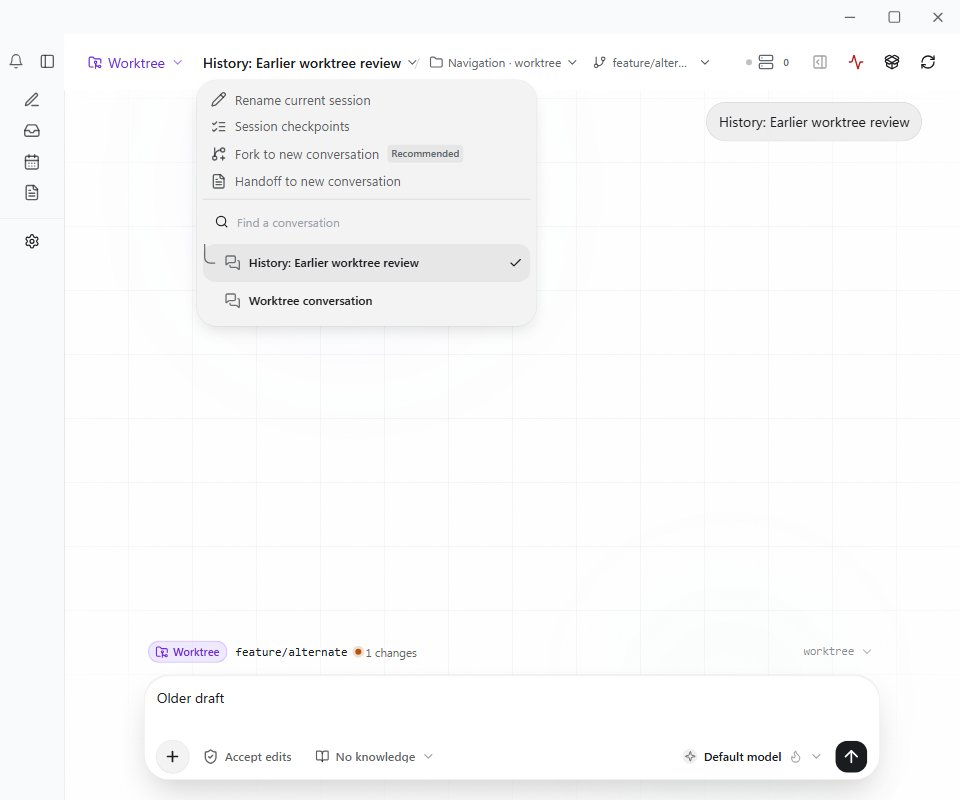 Worktree
History: Earlier worktree review
Navigation · worktree
feature/alter...
0
Rename current session
Session checkpoints
Fork to new conversation Recommended
Handoff to new conversation
Find a conversation
History: Earlier worktree review
Worktree conversation
History: Earlier worktree review
Worktree feature/alternate 1 changes
worktree
Older draft
Accept edits
No knowledge
Default model